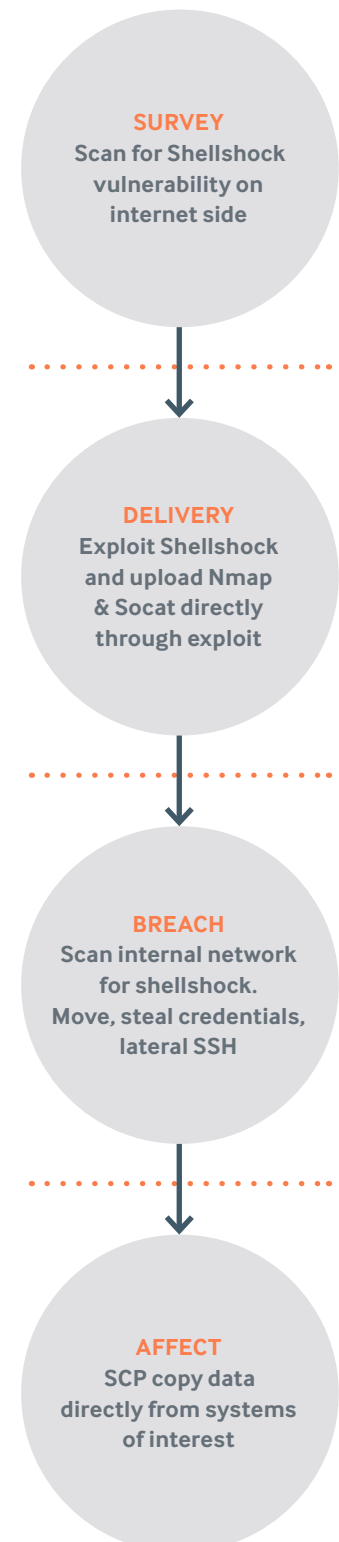 SURVEY
Scan for Shellshock
vulnerability on
internet side
DELIVERY
Exploit Shellshock
and upload Nmap
& Socat directly
through exploit
BREACH
Scan internal network
for shellshock.
Move, steal credentials,
lateral SSH
AFFECT
SCP copy data
directly from systems
of interest